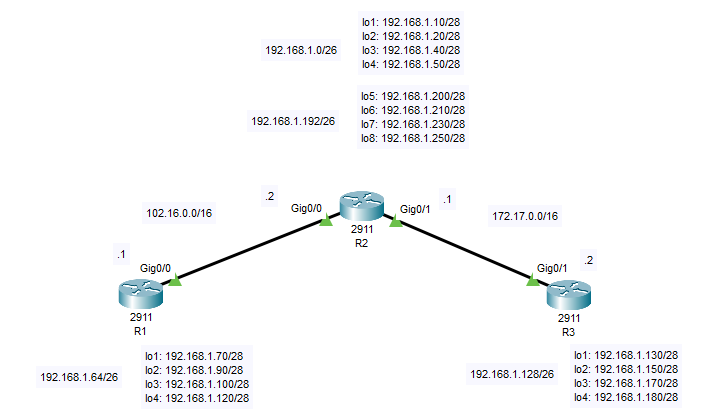 lo1: 192.168.1.10/28
lo2: 192.168.1.20/28
lo3: 192.168.1.40/28
lo4: 192.168.1.50/28
192.168.1.0/26
lo5: 192.168.1.200/28
lo6: 192.168.1.210/28
lo7: 192.168.1.230/28
lo8: 192.168.1.250/28
192.168.1.192/26
.2
Gig0/0
Gig0/1
.1
102.16.0.0/16
172.17.0.0/16
2911
R2
.1
Gig0/0
Gig0/1
.2
2911
R1
2911
R3
192.168.1.64/26
lo1: 192.168.1.70/28
lo2: 192.168.1.90/28
lo3: 192.168.1.100/28
lo4: 192.168.1.120/28
192.168.1.128/26
lo1: 192.168.1.130/28
lo2: 192.168.1.150/28
lo3: 192.168.1.170/28
lo4: 192.168.1.180/28